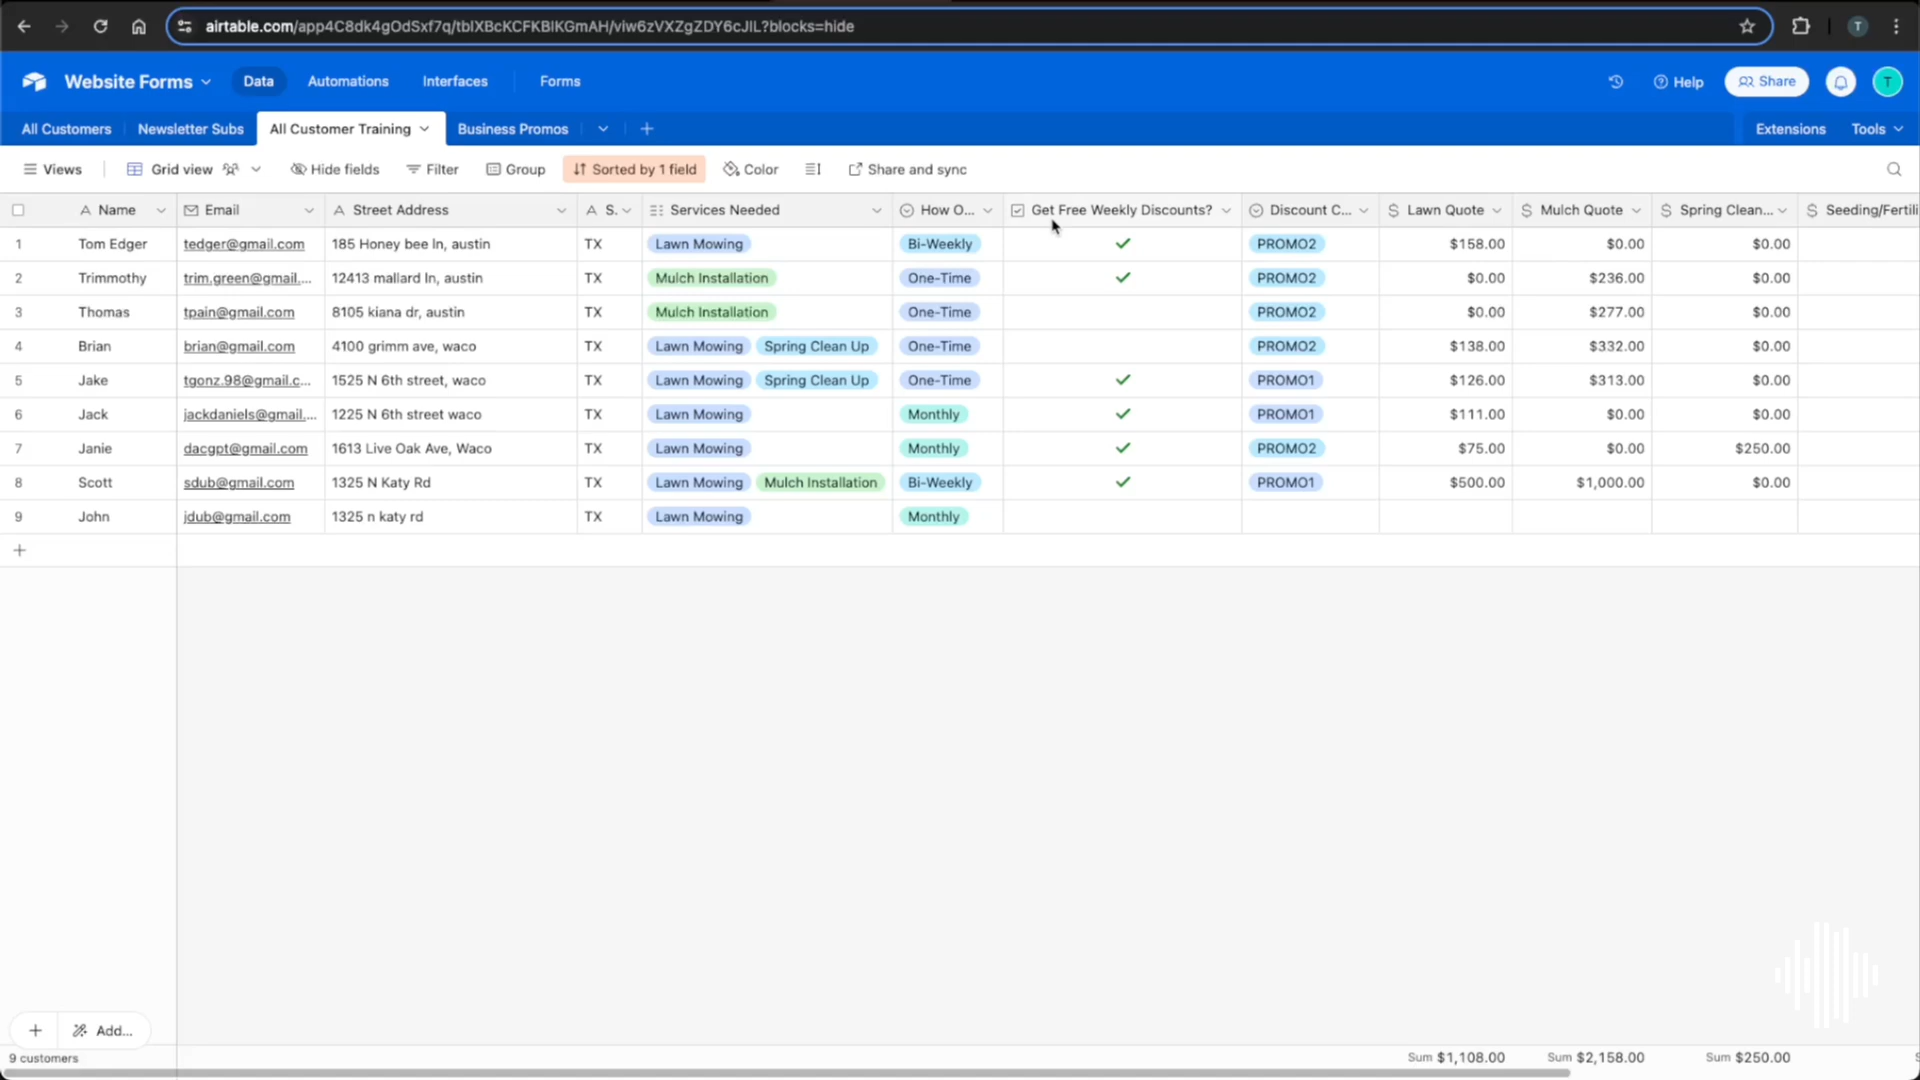 airtable.com/app4C8dk4gOdSxf7q/tblXBcKCFKBlKGmAH/viw6zVXZgZDY6cJlL?blocks=hide
T
Website Forms Data Automations Interfaces Forms Help Share T
All Customers Newsletter Subs All Customer Training Business Promos Extensions Tools
Views Grid view Hide fields Filter Group Sorted by 1 field Color Share and sync
Name Email Street Address S. Services Needed How O... Get Free Weekly Discounts? Discount C... Lawn Quote Mulch Quote Spring Clean... Seeding/Fertili
1 Tom Edger tedger@gmail.com 185 Honey bee ln, austin TX Lawn Mowing Bi-Weekly PROMO2 $158.00 $0.00 $0.00
2 Trimmothy trim.green@gmail.... 12413 mallard ln, austin TX Mulch Installation One-Time PROMO2 $0.00 $236.00 $0.00
3 Thomas tpain@gmail.com 8105 kiana dr, austin TX Mulch Installation One-Time PROMO2 $0.00 $277.00 $0.00
4 Brian brian@gmail.com 4100 grimm ave, waco TX Lawn Mowing Spring Clean Up One-Time PROMO2 $138.00 $332.00 $0.00
5 Jake tgonz.98@gmail.c... 1525 N 6th street, waco TX Lawn Mowing Spring Clean Up One-Time PROMO1 $126.00 $313.00 $0.00
6 Jack jackdaniels@gmail.... 1225 N 6th street waco TX Lawn Mowing Monthly PROMO1 $111.00 $0.00 $0.00
7 Janie dacgpt@gmail.com 1613 Live Oak Ave, Waco TX Lawn Mowing Monthly PROMO2 $75.00 $0.00 $250.00
8 Scott sdub@gmail.com 1325 N Katy Rd TX Lawn Mowing Mulch Installation Bi-Weekly PROMO1 $500.00 $1,000.00 $0.00
9 John jdub@gmail.com 1325 n katy rd TX Lawn Mowing Monthly
Add...
9 customers Sum $1,108.00 Sum $2,158.00 Sum $250.00